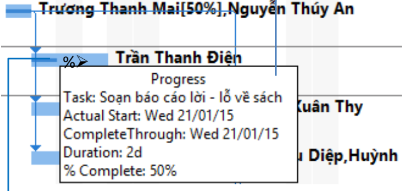 Trương Thanh Mai[50%],Nguyễn Thúy An
% Trần Thanh Điện
Progress
Task: Soạn báo cáo lời - lỗ về sách
Actual Start: Wed 21/01/15
CompleteThrough: Wed 21/01/15
Duration: 2d
% Complete: 50%
Xuân Thy
Diệp,Huỳnh